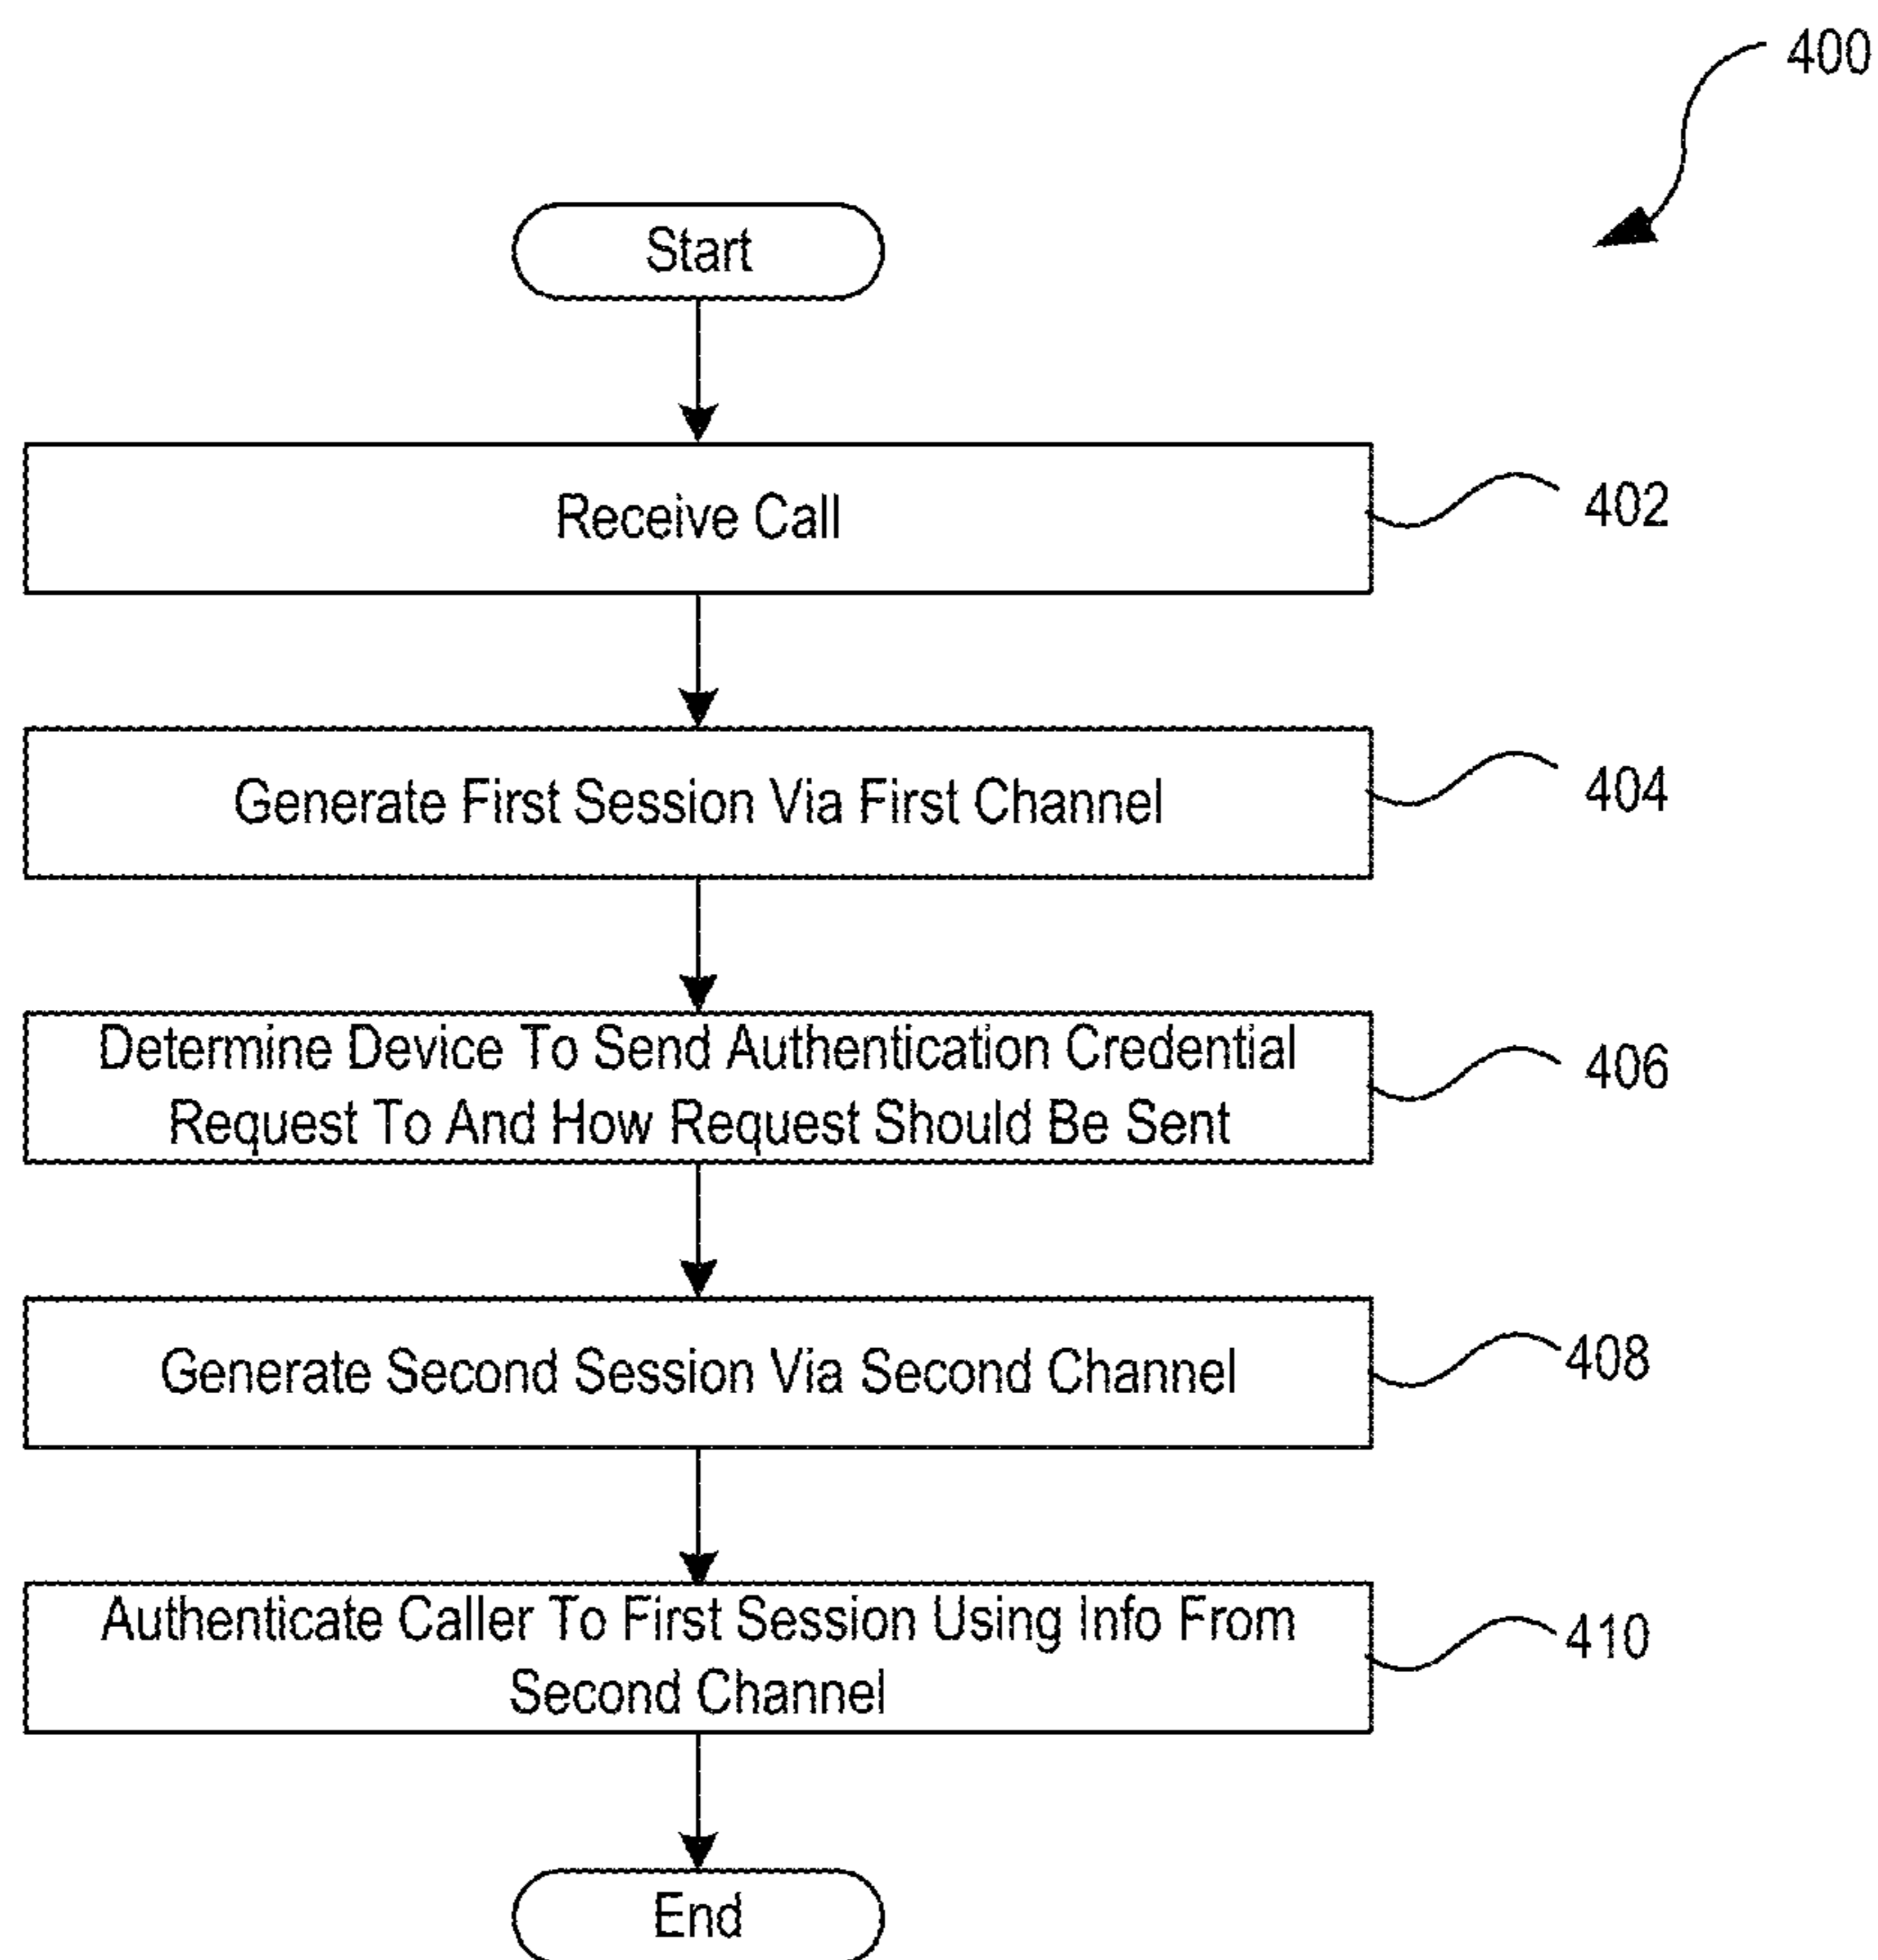 400
Start
Receive Call
402
Generate First Session Via First Channel
404
Determine Device To Send Authentication Credential
Request To And How Request Should Be Sent
406
Generate Second Session Via Second Channel
408
Authenticate Caller To First Session Using Info From
Second Channel
410
End